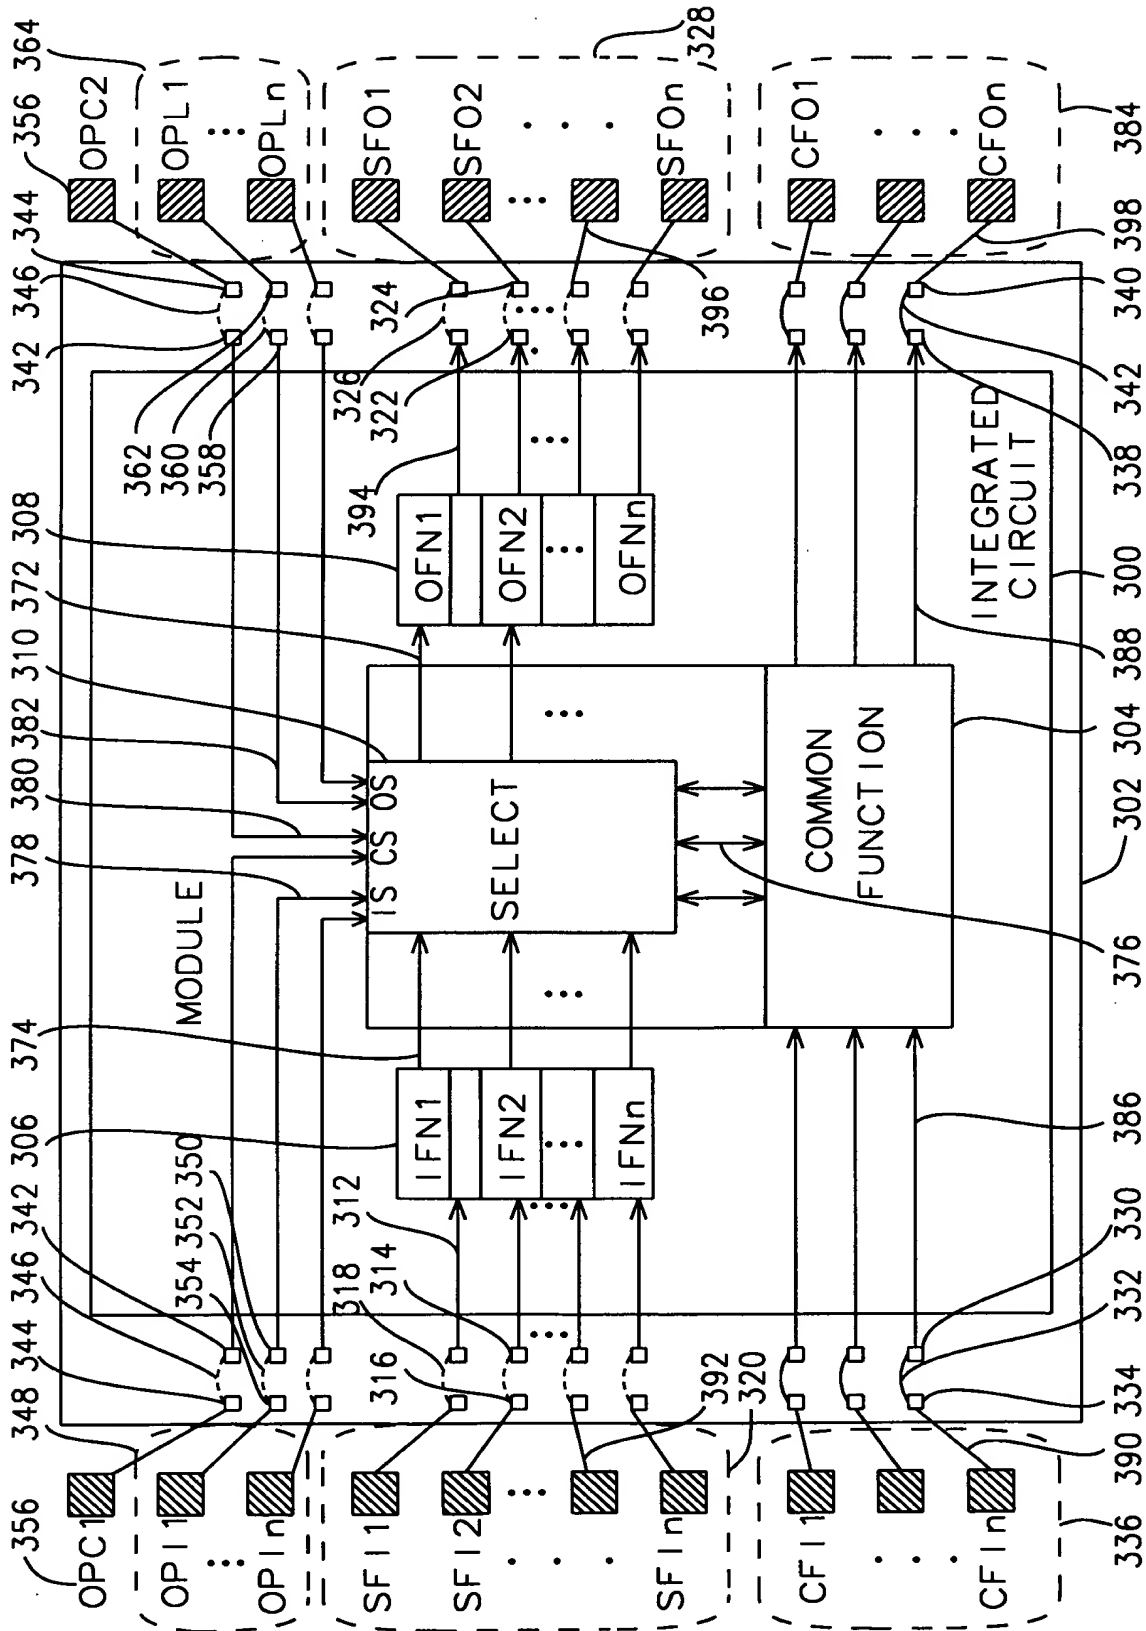 356
348
344
346
342
306
374
378
380
382
310
372
308
342
346
344
356
364
OPC1
OPC2
354
352
350
MODULE
362
360
358
OPI1
OPL1
OPIn
OPLn
318
312
314
316
IS
CS
OS
394
326
322
324
SFI1
SFI2
SFIn
IFN1
IFN2
IFNn
SELECT
OFN1
OFN2
OFNn
SFO1
SFO2
SFOn
392
320
396
328
CFI1
CFIn
COMMON
FUNCTION
CFO1
CFOn
INTEGRATED
CIRCUIT
336
390
334
332
330
386
376
302
304
388
300
338
342
340
398
384